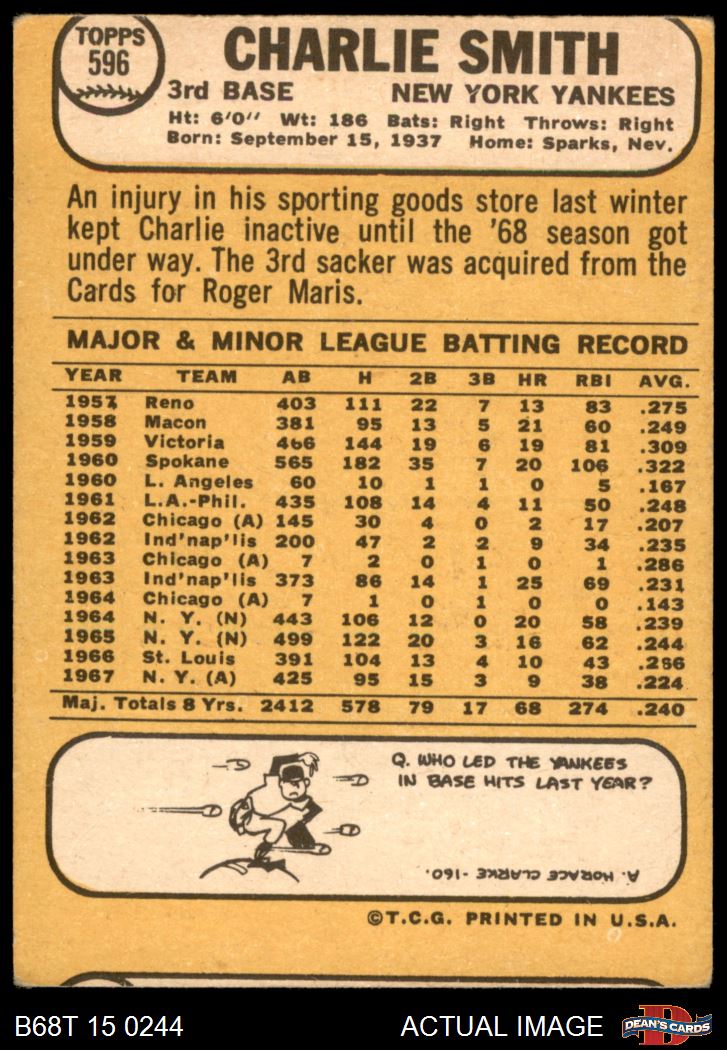 TOPPS
596
CHARLIE SMITH
3rd BASE NEW YORK YANKEES
Ht: 6'0" Wt: 186 Bats: Right Throws: Right
Born: September 15, 1937 Home: Sparks, Nev.
An injury in his sporting goods store last winter
kept Charlie inactive until the '68 season got
under way. The 3rd sacker was acquired from the
Cards for Roger Maris.
MAJOR & MINOR LEAGUE BATTING RECORD
YEAR TEAM AB H 2B 3B HR RBI AVG.
1957 Reno 403 111 22 7 13 83 .275
1958 Macon 381 95 13 5 21 60 .249
1959 Victoria 466 144 19 6 19 81 .309
1960 Spokane 565 182 35 7 20 106 .322
1960 L. Angeles 60 10 1 1 0 5 .167
1961 L.A.-Phil. 435 108 14 4 11 50 .248
1962 Chicago (A) 145 30 4 0 2 17 .207
1962 Ind'nap'lis 200 47 2 2 9 34 .235
1963 Chicago (A) 7 2 0 1 0 1 .286
1963 Ind'nap'lis 373 86 14 1 25 69 .231
1964 Chicago (A) 7 1 0 1 0 0 .143
1964 N. Y. (N) 443 106 12 0 20 58 .239
1965 N. Y. (N) 499 122 20 3 16 62 .244
1966 St. Louis 391 104 13 4 10 43 .266
1967 N. Y. (A) 425 95 15 3 9 38 .224
Maj. Totals 8 Yrs. 2412 578 79 17 68 274 .240
Q. WHO LED THE YANKEES
IN BASE HITS LAST YEAR?
A. HORACE CLARKE - 160.
©T.C.G. PRINTED IN U.S.A.
B68T 15 0244 ACTUAL IMAGE
D
DEAN'S CARDS